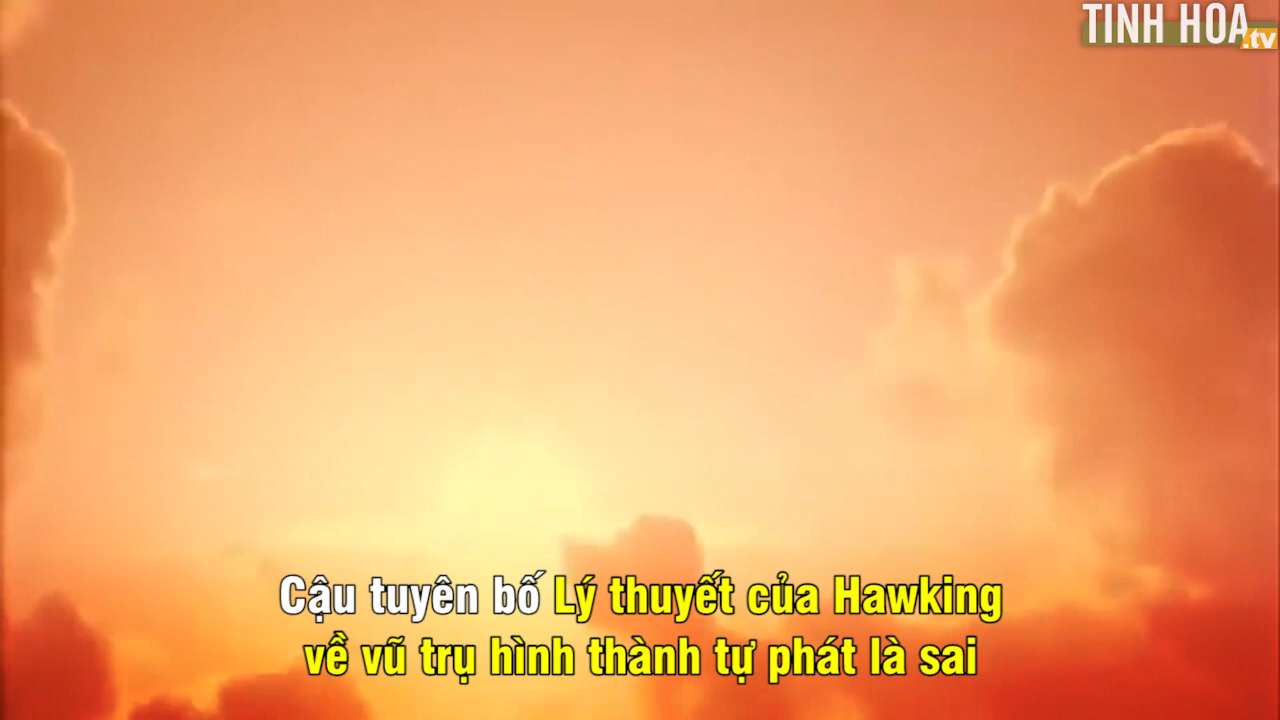 TINH HOA
.tv
Cậu tuyên bố Lý thuyết của Hawking
về vũ trụ hình thành tự phát là sai